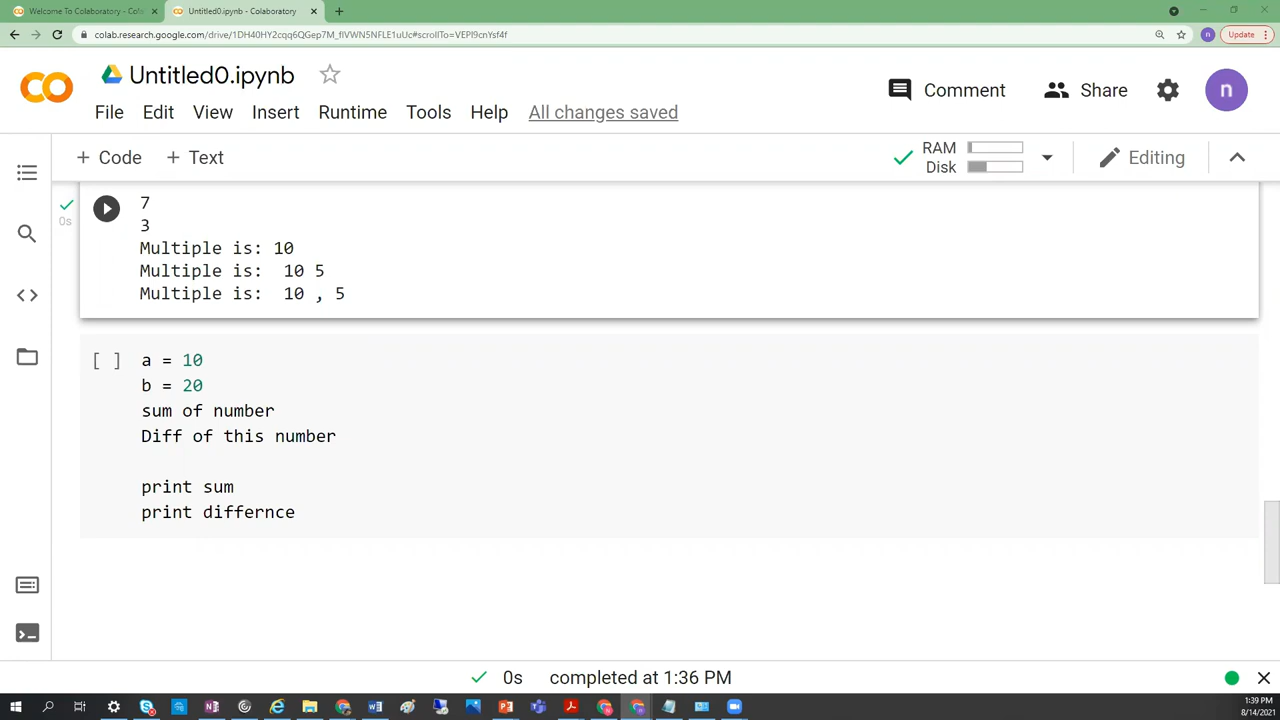 Welcome To Colaboratory - Cola
Untitled0.ipynb - Colaboratory
colab.research.google.com/drive/1DH40HY2cqq6QGep7M_fIVWN5NFLE1uUc#scrollTo=VEPI9cnYsf4f
n
Update
Untitled0.ipynb
Comment
Share
n
File Edit View Insert Runtime Tools Help All changes saved
+ Code + Text
RAM
Disk
Editing
0s
7
3
Multiple is: 10
Multiple is:  10 5
Multiple is:  10 , 5
[ ] a = 10
b = 20
sum of number
Diff of this number
print sum
print differnce
0s completed at 1:36 PM
1:39 PM
8/14/2021